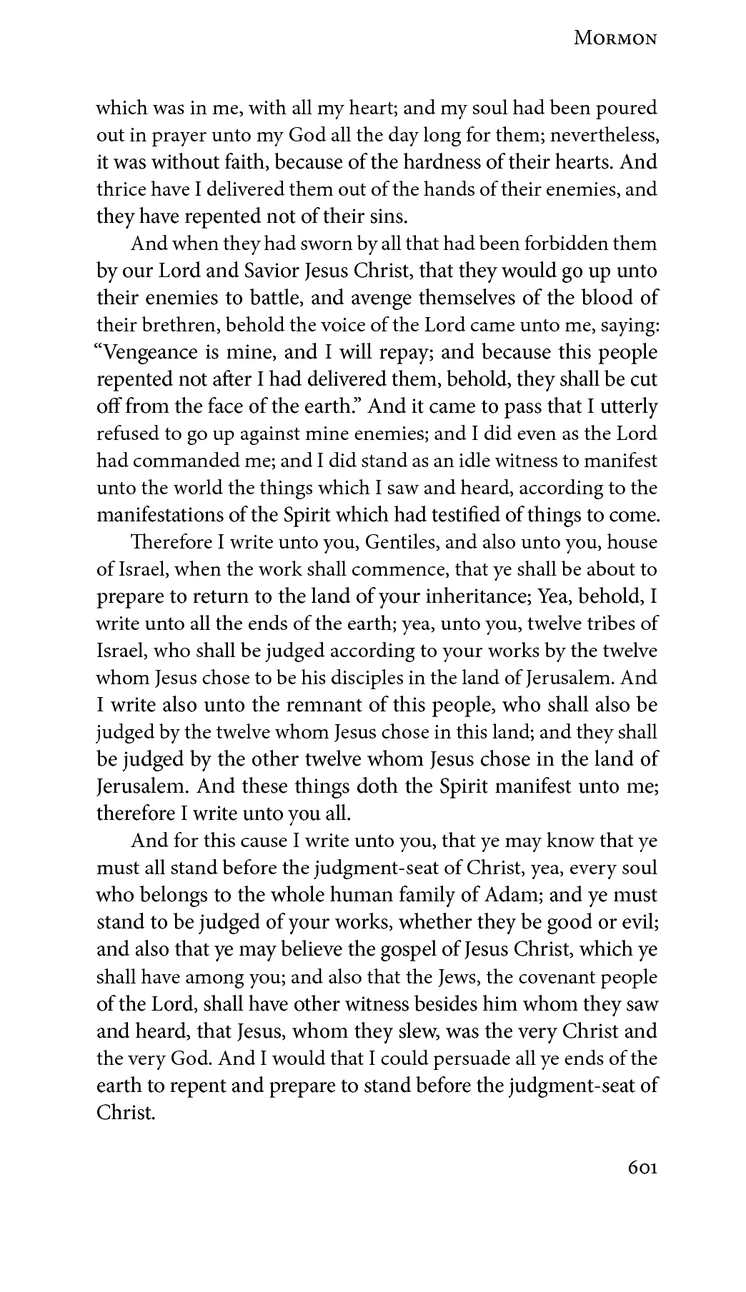 Mormon
which was in me, with all my heart; and my soul had been poured
out in prayer unto my God all the day long for them; nevertheless,
it was without faith, because of the hardness of their hearts. And
thrice have I delivered them out of the hands of their enemies, and
they have repented not of their sins.
And when they had sworn by all that had been forbidden them
by our Lord and Savior Jesus Christ, that they would go up unto
their enemies to battle, and avenge themselves of the blood of
their brethren, behold the voice of the Lord came unto me, saying:
“Vengeance is mine, and I will repay; and because this people
repented not after I had delivered them, behold, they shall be cut
off from the face of the earth.” And it came to pass that I utterly
refused to go up against mine enemies; and I did even as the Lord
had commanded me; and I did stand as an idle witness to manifest
unto the world the things which I saw and heard, according to the
manifestations of the Spirit which had testified of things to come.
Therefore I write unto you, Gentiles, and also unto you, house
of Israel, when the work shall commence, that ye shall be about to
prepare to return to the land of your inheritance; Yea, behold, I
write unto all the ends of the earth; yea, unto you, twelve tribes of
Israel, who shall be judged according to your works by the twelve
whom Jesus chose to be his disciples in the land of Jerusalem. And
I write also unto the remnant of this people, who shall also be
judged by the twelve whom Jesus chose in this land; and they shall
be judged by the other twelve whom Jesus chose in the land of
Jerusalem. And these things doth the Spirit manifest unto me;
therefore I write unto you all.
And for this cause I write unto you, that ye may know that ye
must all stand before the judgment-seat of Christ, yea, every soul
who belongs to the whole human family of Adam; and ye must
stand to be judged of your works, whether they be good or evil;
and also that ye may believe the gospel of Jesus Christ, which ye
shall have among you; and also that the Jews, the covenant people
of the Lord, shall have other witness besides him whom they saw
and heard, that Jesus, whom they slew, was the very Christ and
the very God. And I would that I could persuade all ye ends of the
earth to repent and prepare to stand before the judgment-seat of
Christ.
601